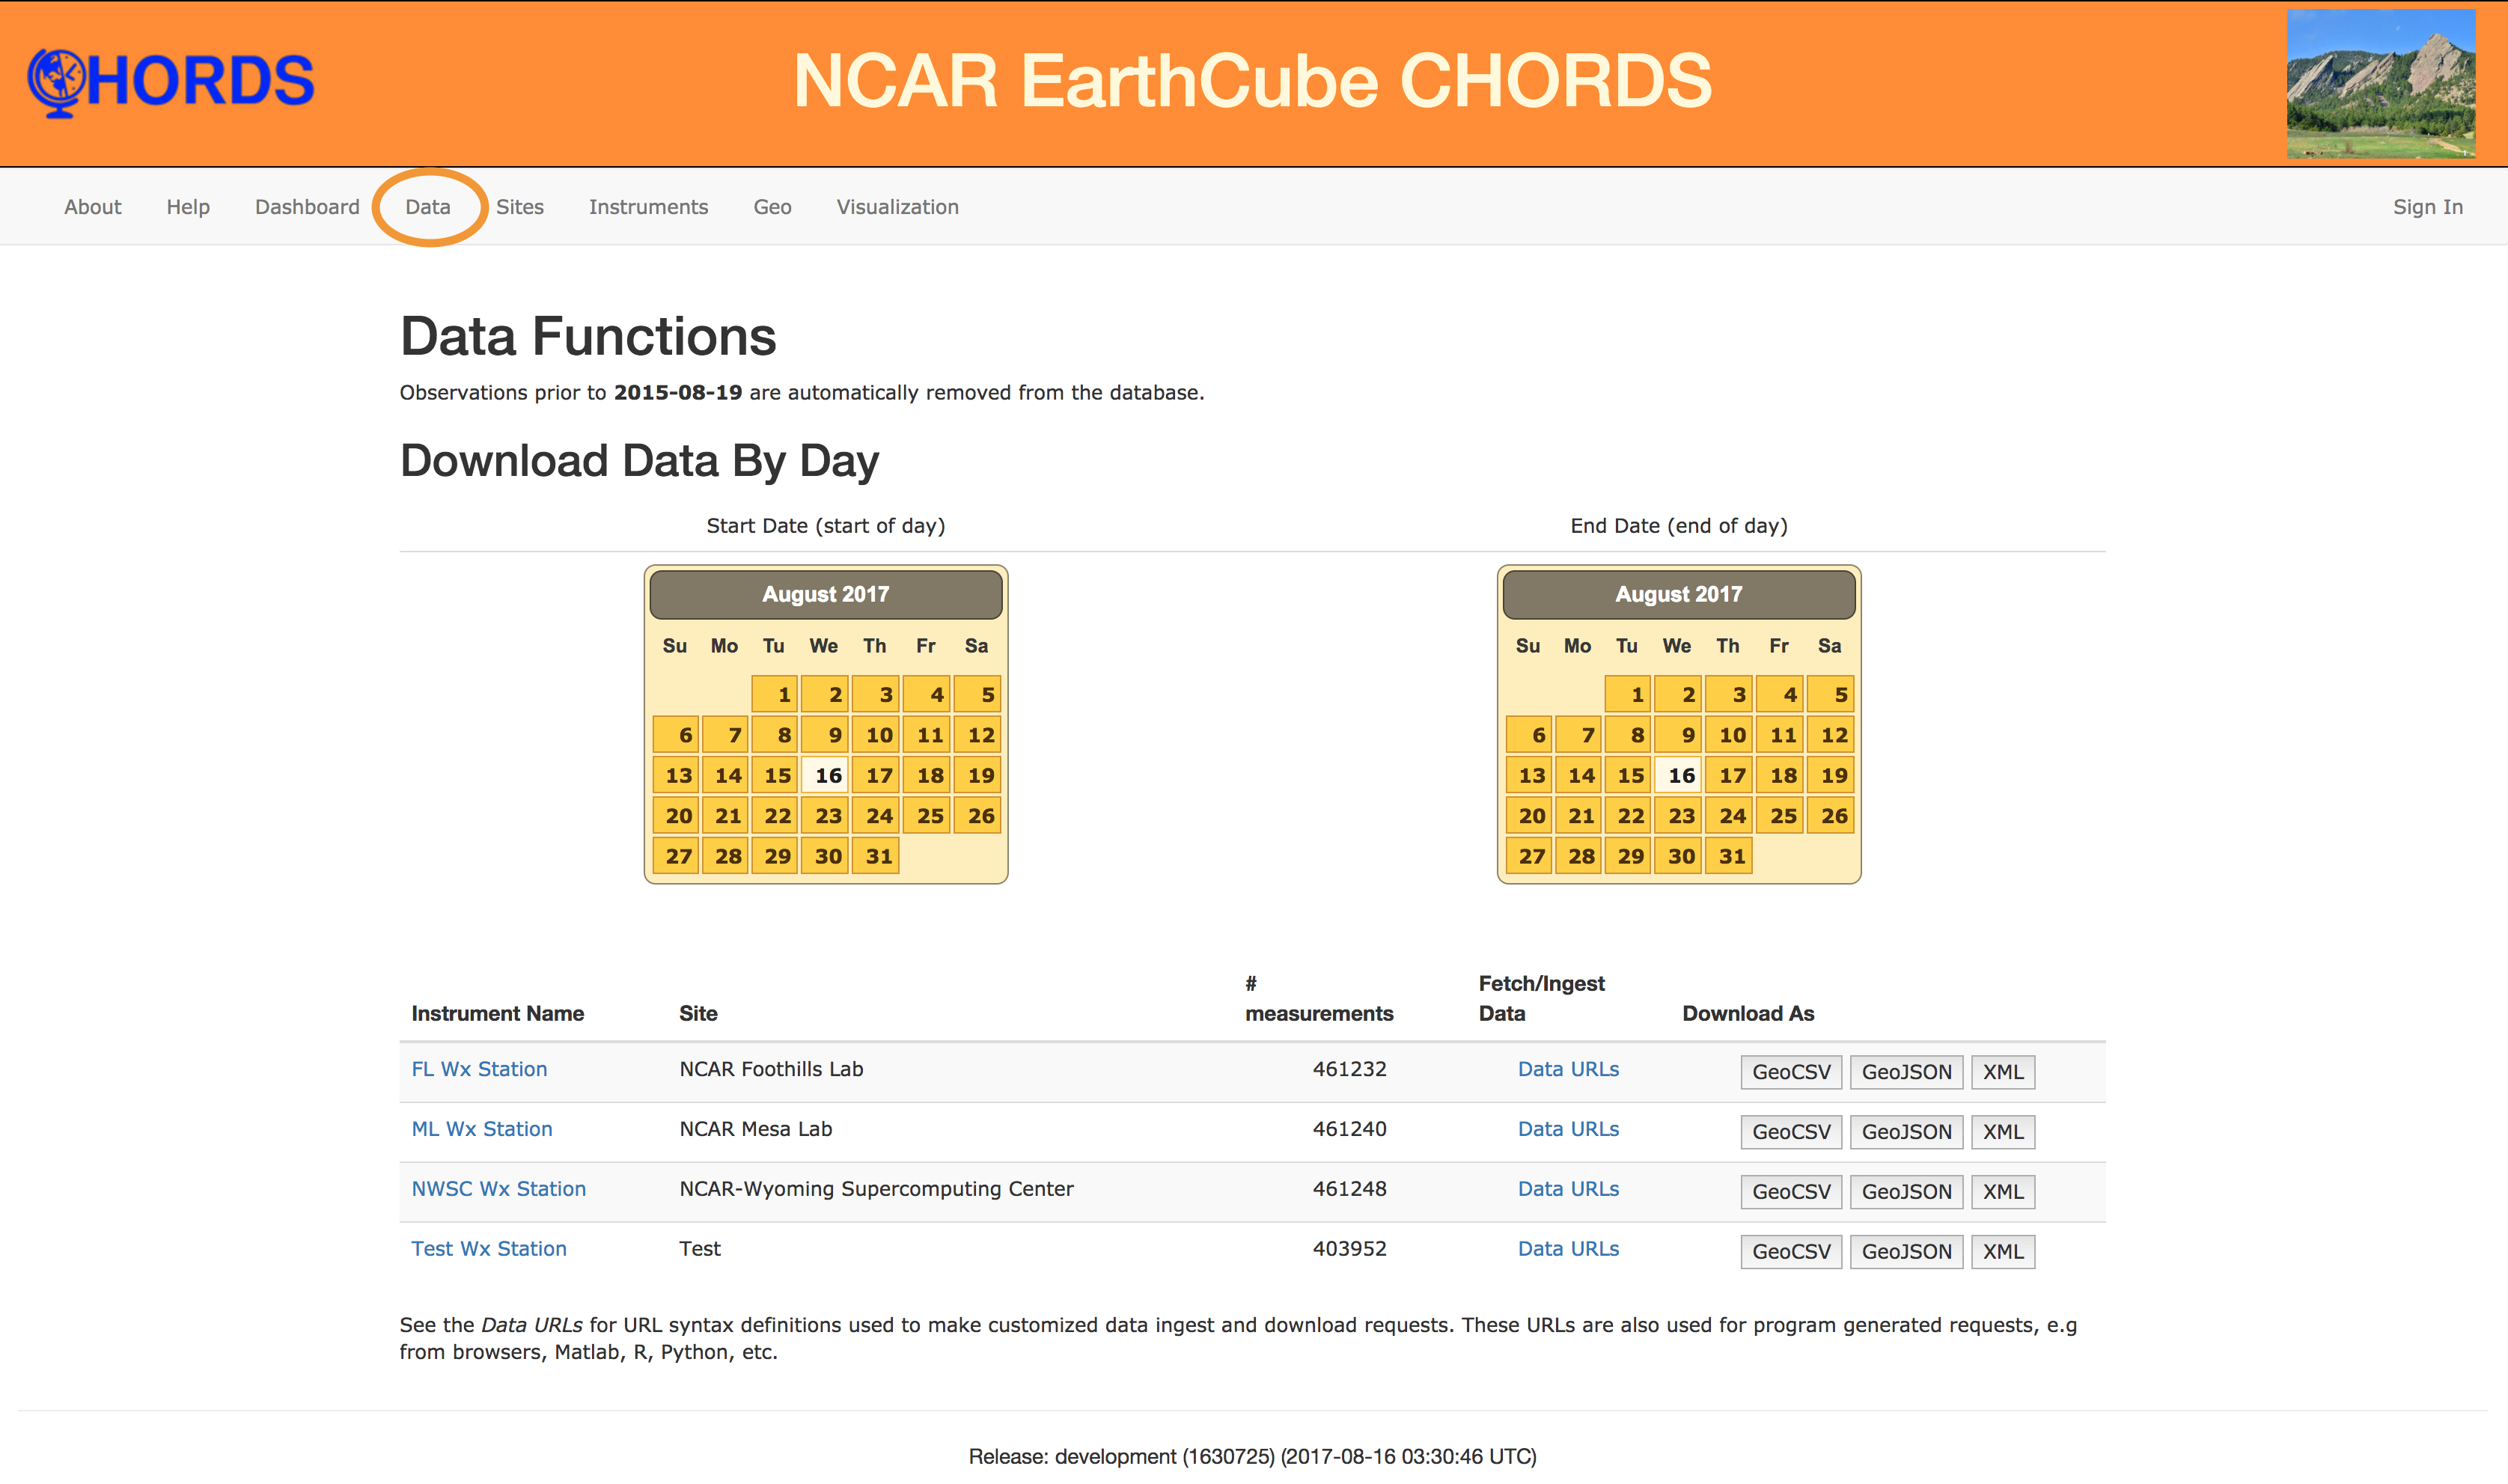 CHORDS
NCAR EarthCube CHORDS
About Help Dashboard Data Sites Instruments Geo Visualization Sign In
Data Functions
Observations prior to 2015-08-19 are automatically removed from the database.
Download Data By Day
Start Date (start of day) End Date (end of day)
August 2017 August 2017
Su Mo Tu We Th Fr Sa Su Mo Tu We Th Fr Sa
1 2 3 4 5 1 2 3 4 5
6 7 8 9 10 11 12 6 7 8 9 10 11 12
13 14 15 16 17 18 19 13 14 15 16 17 18 19
20 21 22 23 24 25 26 20 21 22 23 24 25 26
27 28 29 30 31 27 28 29 30 31
# Fetch/Ingest
Instrument Name Site measurements Data Download As
FL Wx Station NCAR Foothills Lab 461232 Data URLs GeoCSV GeoJSON XML
ML Wx Station NCAR Mesa Lab 461240 Data URLs GeoCSV GeoJSON XML
NWSC Wx Station NCAR-Wyoming Supercomputing Center 461248 Data URLs GeoCSV GeoJSON XML
Test Wx Station Test 403952 Data URLs GeoCSV GeoJSON XML
See the Data URLs for URL syntax definitions used to make customized data ingest and download requests. These URLs are also used for program generated requests, e.g
from browsers, Matlab, R, Python, etc.
Release: development (1630725) (2017-08-16 03:30:46 UTC)